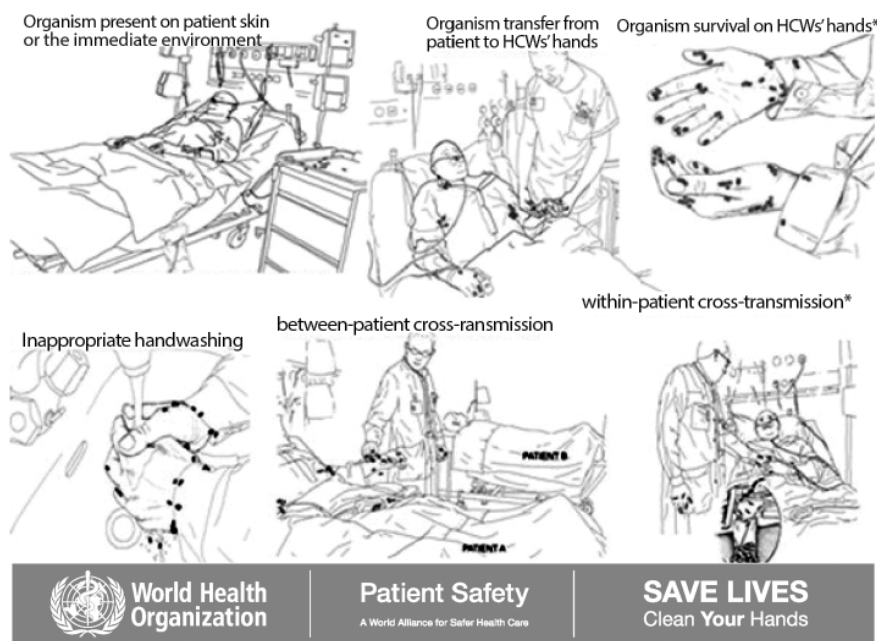 Organism present on patient skin
or the immediate environment
Organism transfer from
patient to HCWs' hands
Organism survival on HCWs' hands*
Inappropriate handwashing
between-patient cross-ransmission
within-patient cross-transmission*
PATIENT B
PATIENT A
World Health
Organization
Patient Safety
A World Alliance for Safer Health Care
SAVE LIVES
Clean Your Hands